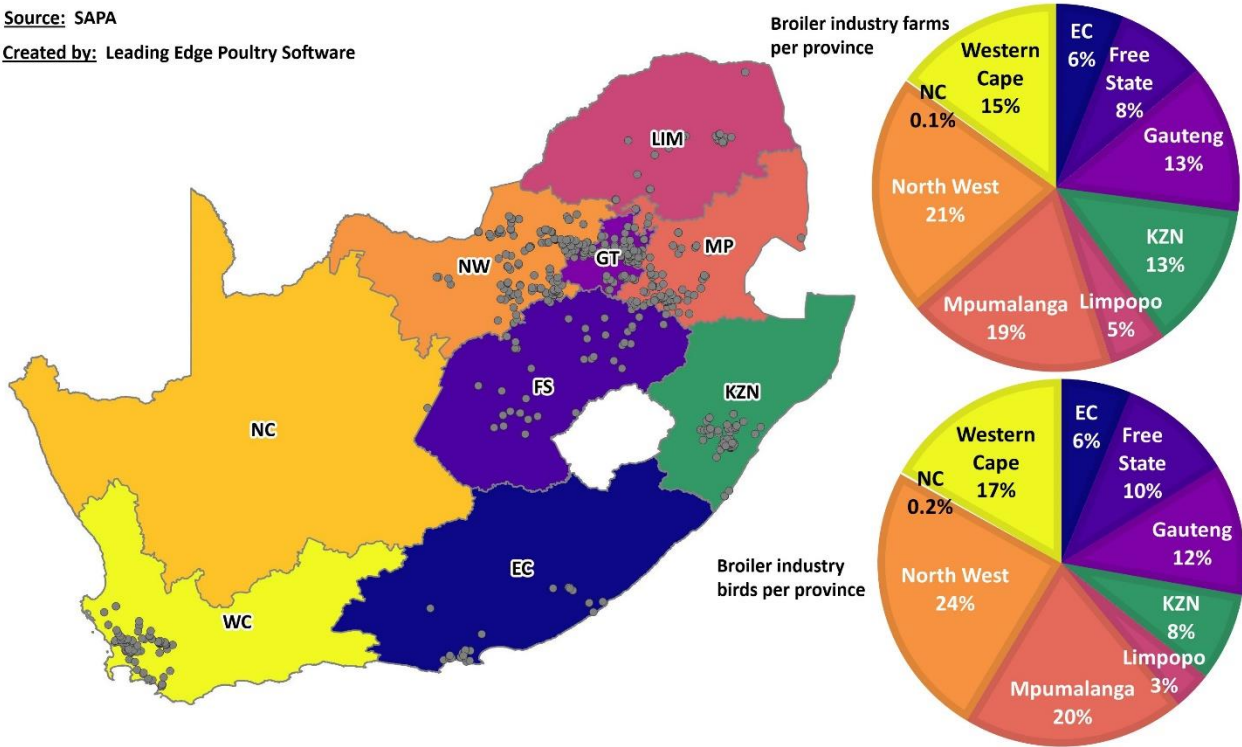 Source: SAPA
Created by: Leading Edge Poultry Software
Broiler industry farms
per province
EC
6%
Free
State
8%
Gauteng
13%
KZN
13%
Limpopo
5%
Mpumalanga
19%
North West
21%
NC
0.1%
Western
Cape
15%
LIM
MP
GT
NW
FS
KZN
NC
EC
WC
Broiler industry
birds per province
EC
6%
Free
State
10%
Gauteng
12%
KZN
8%
Limpopo
3%
Mpumalanga
20%
North West
24%
NC
0.2%
Western
Cape
17%